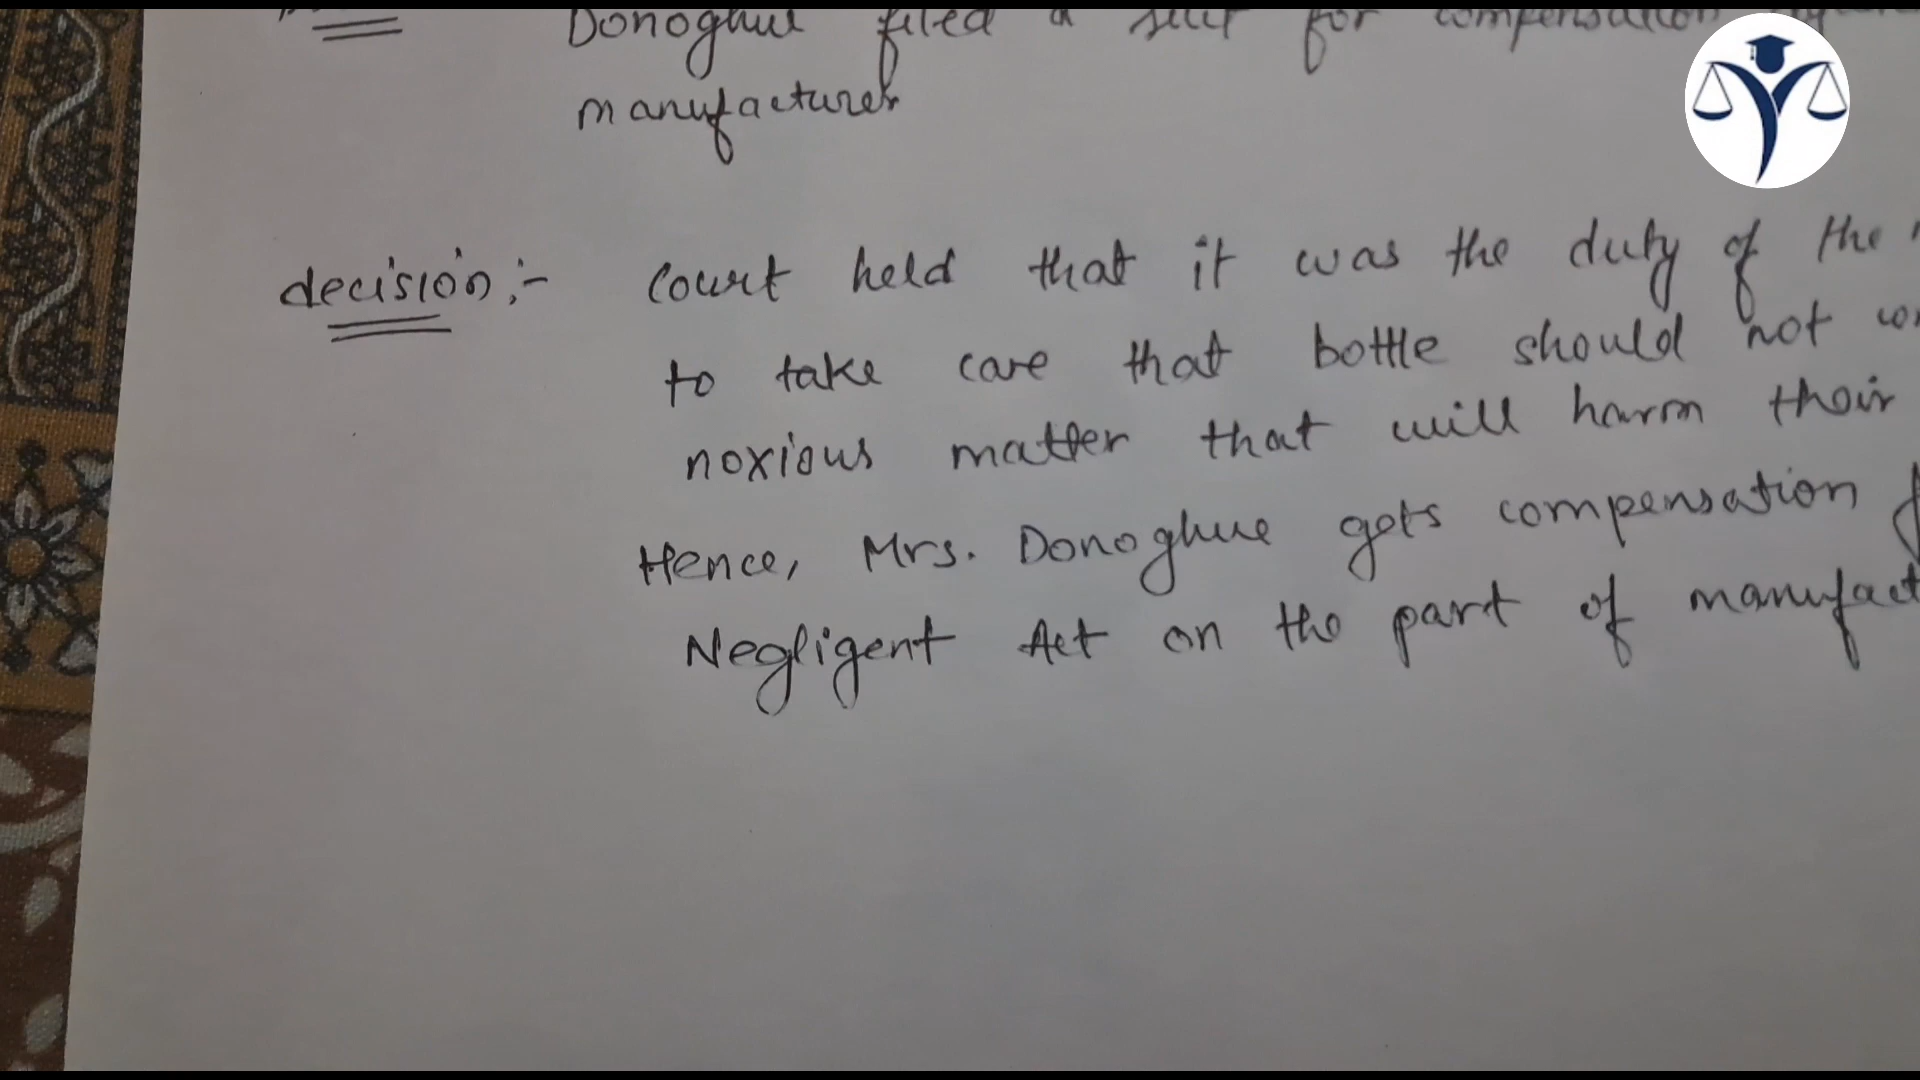 Donoghue filed a suit for compensation
manufacturer
decision:- Court held that it was the duty of the
to take care that bottle should not
noxious matter that will harm their
Hence, Mrs. Donoghue gets compensation
Negligent Act on the part of manufact